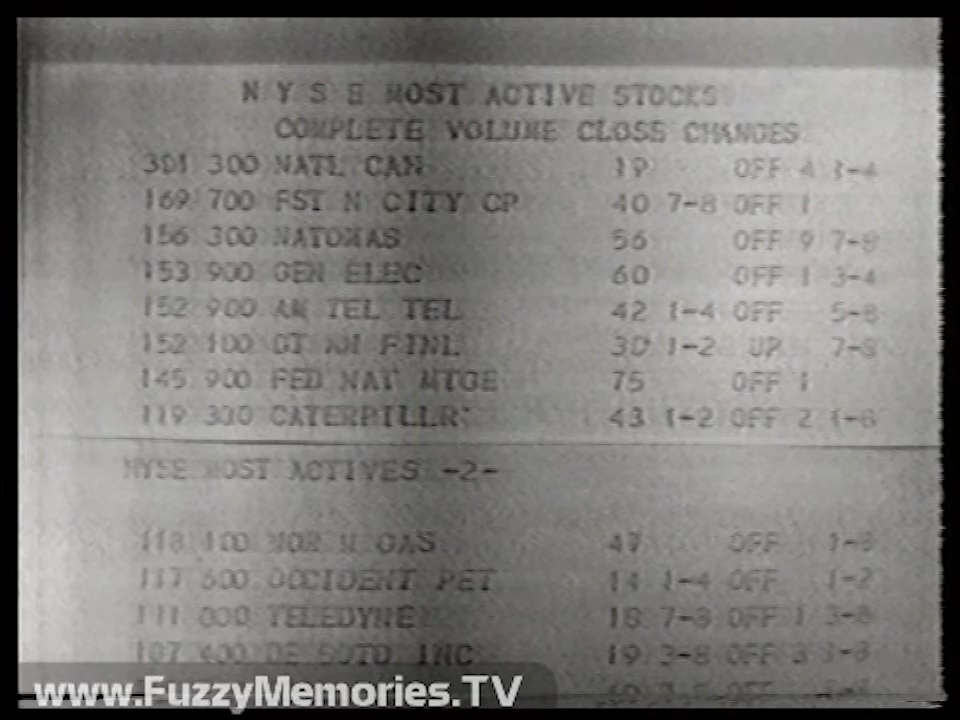 N Y S E MOST ACTIVE STOCKS
COMPLETE VOLUME CLOSE CHANGES
301 300 NATL CAN 19 OFF 4 1-4
169 700 FST N CITY CP 40 7-8 OFF 1
156 300 NATOMAS 56 OFF 9 7-8
153 900 GEN ELEC 60 OFF 1 3-4
152 900 AM TEL TEL 42 1-4 OFF 5-8
152 100 GT AM FINL 30 1-2 UP 7-8
145 900 FED NAT MTGE 75 OFF 1
119 300 CATERPILLR 43 1-2 OFF 2 1-8
NYSE MOST ACTIVES -2-
118 100 NOR N GAS 47 OFF 1-8
117 600 OCCIDENT PET 14 1-4 OFF 1-2
111 000 TELEDYNE 18 7-8 OFF 1 3-8
107 400 DE SOTO INC 19 3-8 OFF 3 1-8
OFF
www.FuzzyMemories.TV